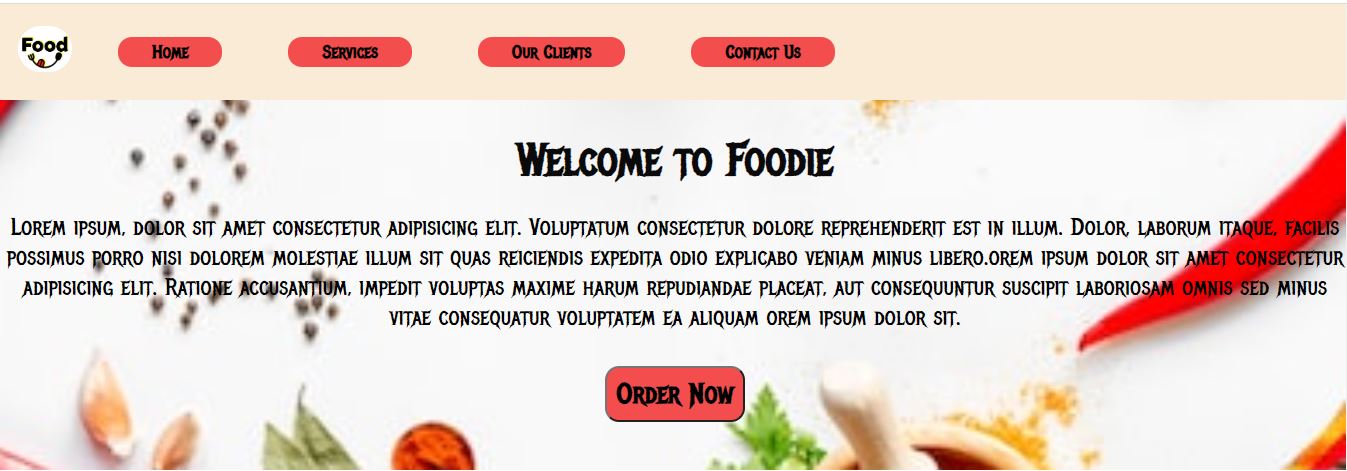 Food
Home
Services
Our Clients
Contact Us
Welcome to Foodie
Lorem ipsum, dolor sit amet consectetur adipisicing elit. Voluptatum consectetur dolore reprehenderit est in illum. Dolor, laborum itaque, facilis
possimus porro nisi dolorem molestiae illum sit quas reiciendis expedita odio explicabo veniam minus libero.orem ipsum dolor sit amet consectetur
adipisicing elit. Ratione accusantium, impedit voluptas maxime harum repudiandae placeat, aut consequuntur suscipit laboriosam omnis sed minus
vitae consequatur voluptatem ea aliquam orem ipsum dolor sit.
Order Now